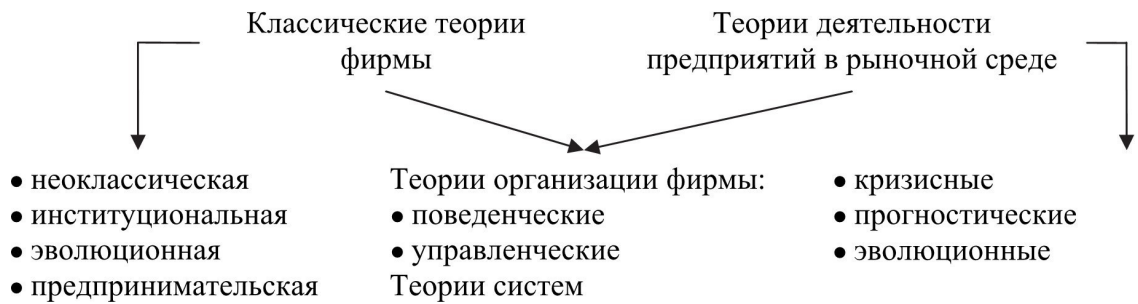 Классические теории
фирмы
Теории деятельности
предприятий в рыночной среде
• неоклассическая
• институциональная
• эволюционная
• предпринимательская
Теории организации фирмы:
• поведенческие
• управленческие
Теории систем
• кризисные
• прогностические
• эволюционные